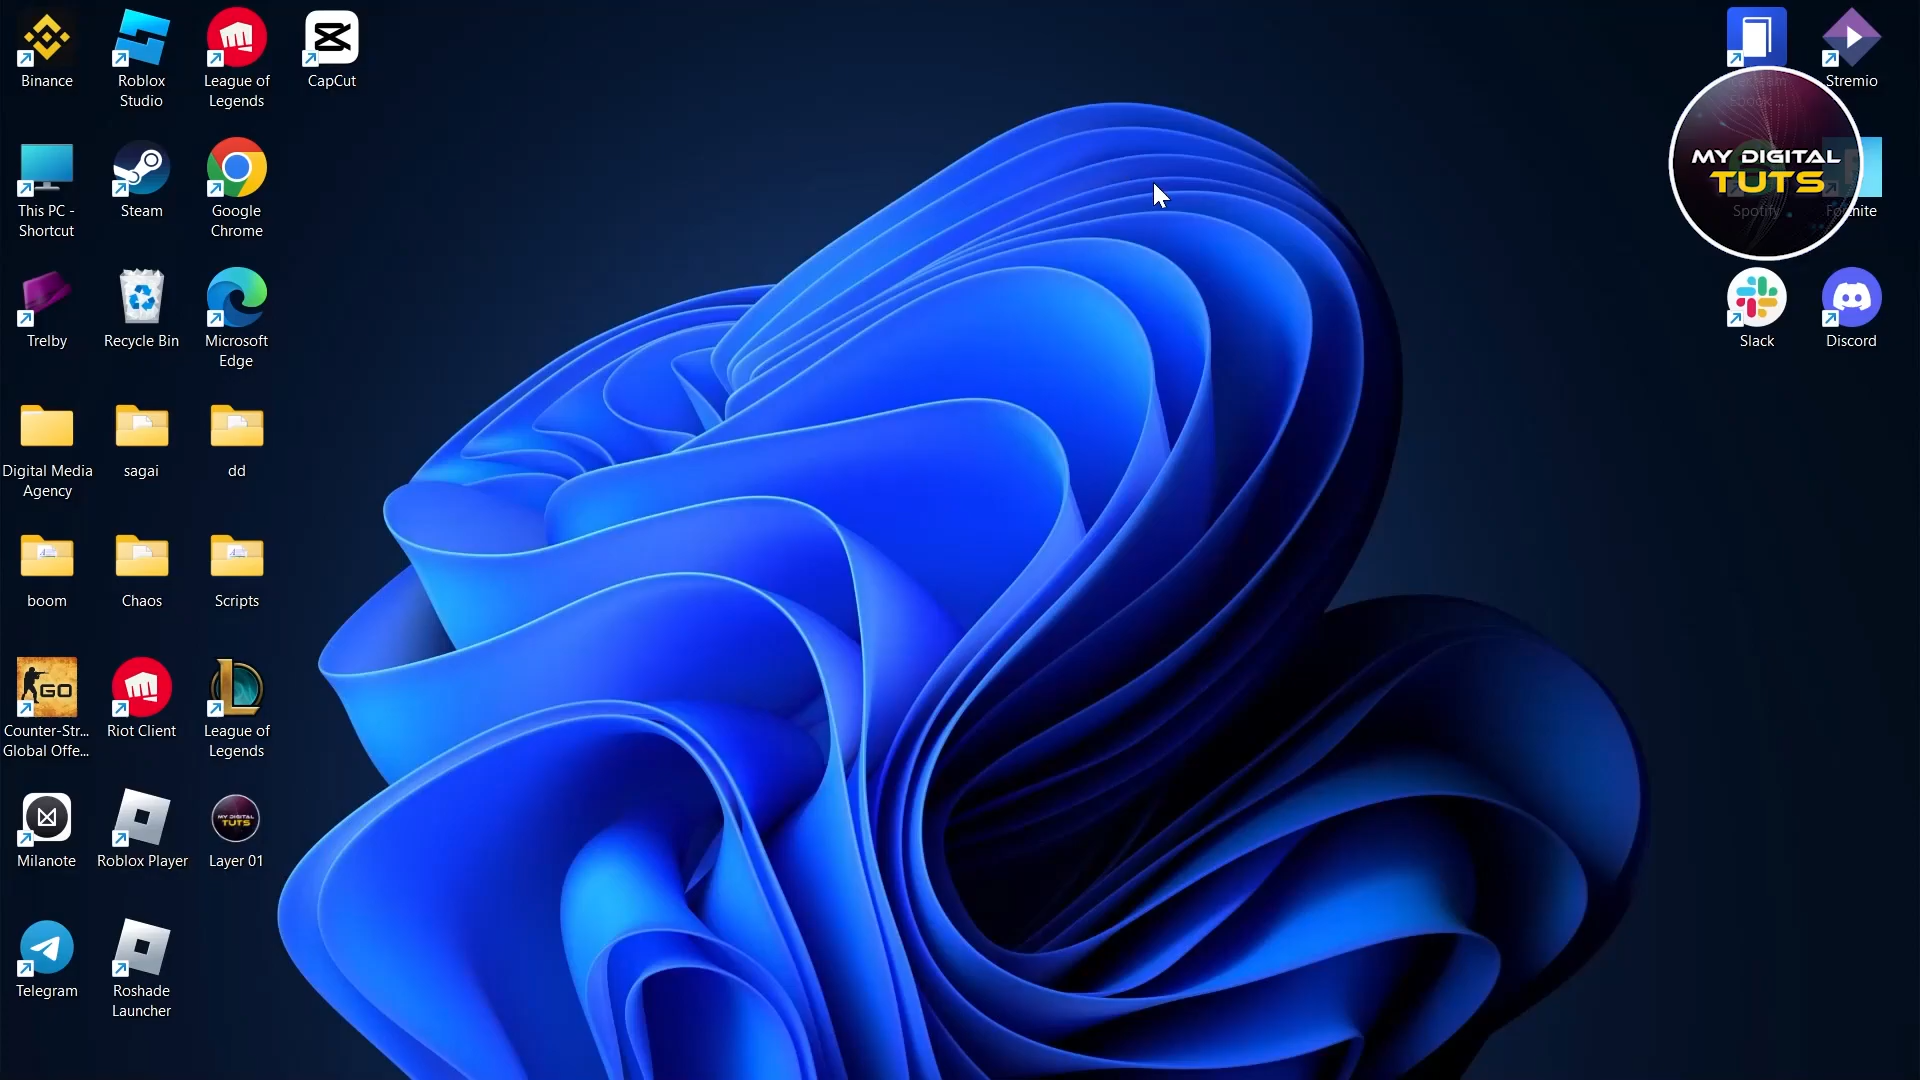 Binance
Roblox
Studio
League of
Legends
CapCut
Stremio
This PC -
Shortcut
Steam
Google
Chrome
MY DIGITAL
TUTS
Spotify
Trelby
Recycle Bin
Microsoft
Edge
Slack
Discord
Digital Media
Agency
sagai
dd
boom
Chaos
Scripts
GO
Counter-Str...
Global Offe...
Riot Client
League of
Legends
Milanote
Roblox Player
MY DIGITAL
TUTS
Layer 01
Telegram
Roshade
Launcher